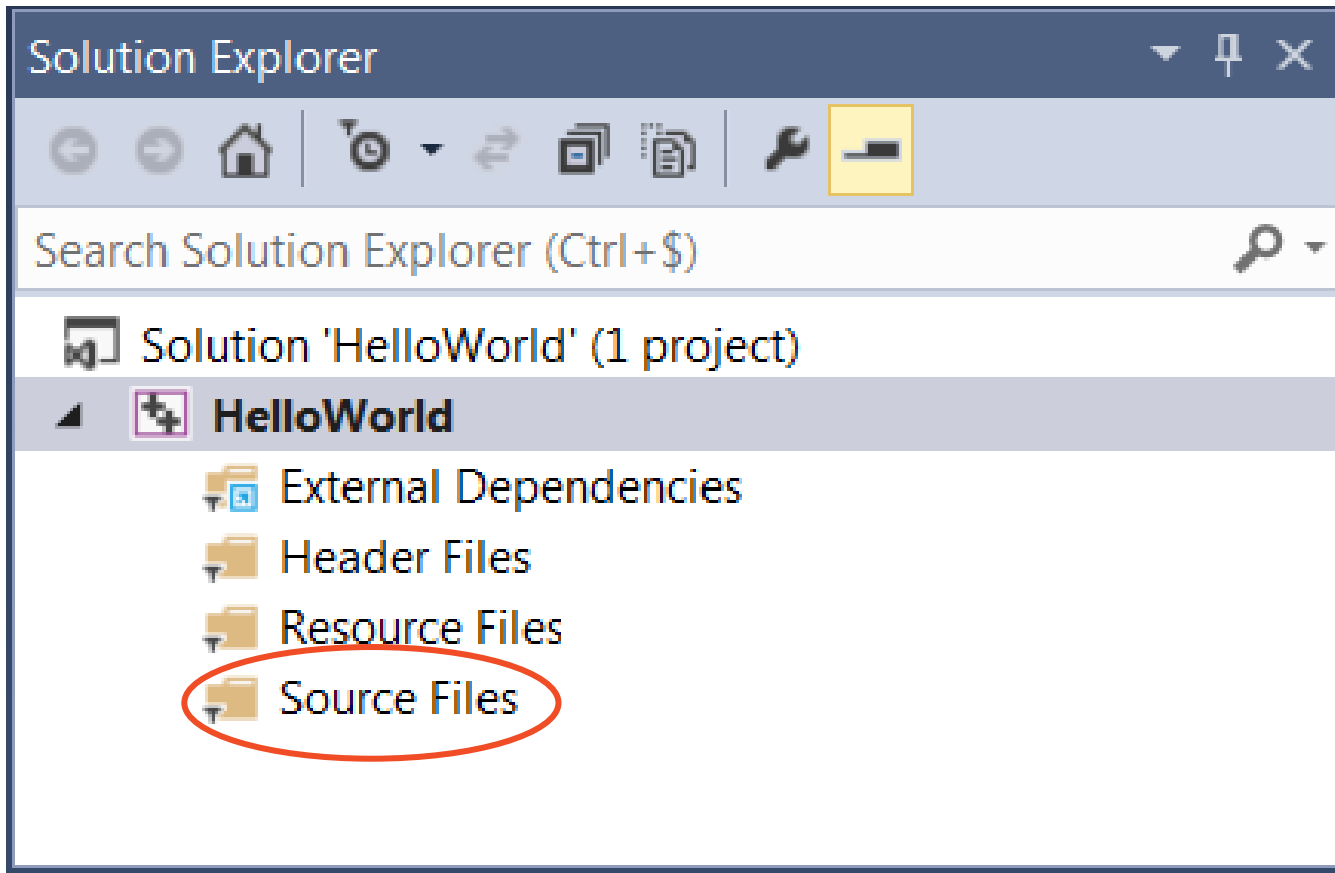 Solution Explorer
Search Solution Explorer (Ctrl+$)
Solution 'HelloWorld' (1 project)
HelloWorld
External Dependencies
Header Files
Resource Files
Source Files